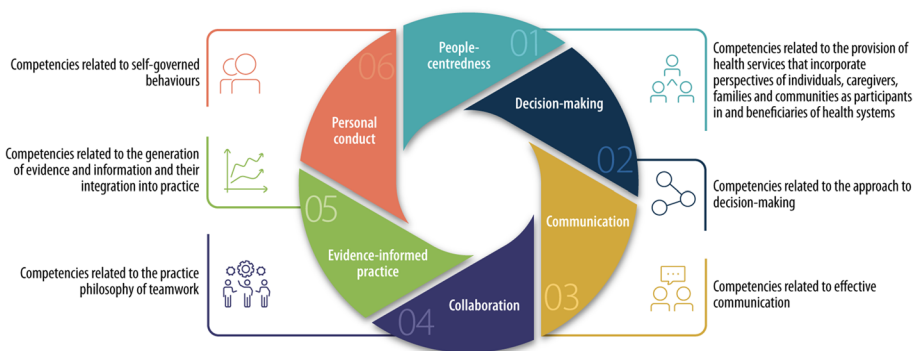 01
People-
centredness
Competencies related to the provision of
health services that incorporate
perspectives of individuals, caregivers,
families and communities as participants
in and beneficiaries of health systems
Decision-making
02
Competencies related to the approach to
decision-making
Communication
03
Competencies related to effective
communication
Collaboration
04
Competencies related to the practice
philosophy of teamwork
05
Evidence-informed
practice
Competencies related to the generation
of evidence and information and their
integration into practice
06
Personal
conduct
Competencies related to self-governed
behaviours